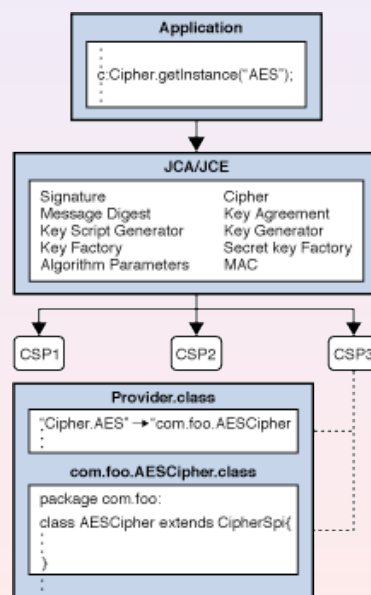 Application
c:Cipher.getInstance("AES");
JCA/JCE
Signature
Message Digest
Key Script Generator
Key Factory
Algorithm Parameters
Cipher
Key Agreement
Key Generator
Secret key Factory
MAC
CSP1
CSP2
CSP3
Provider.class
"Cipher.AES" → "com.foo.AESCipher
com.foo.AESCipher.class
package com.foo:
class AESCipher extends CipherSpi{
}